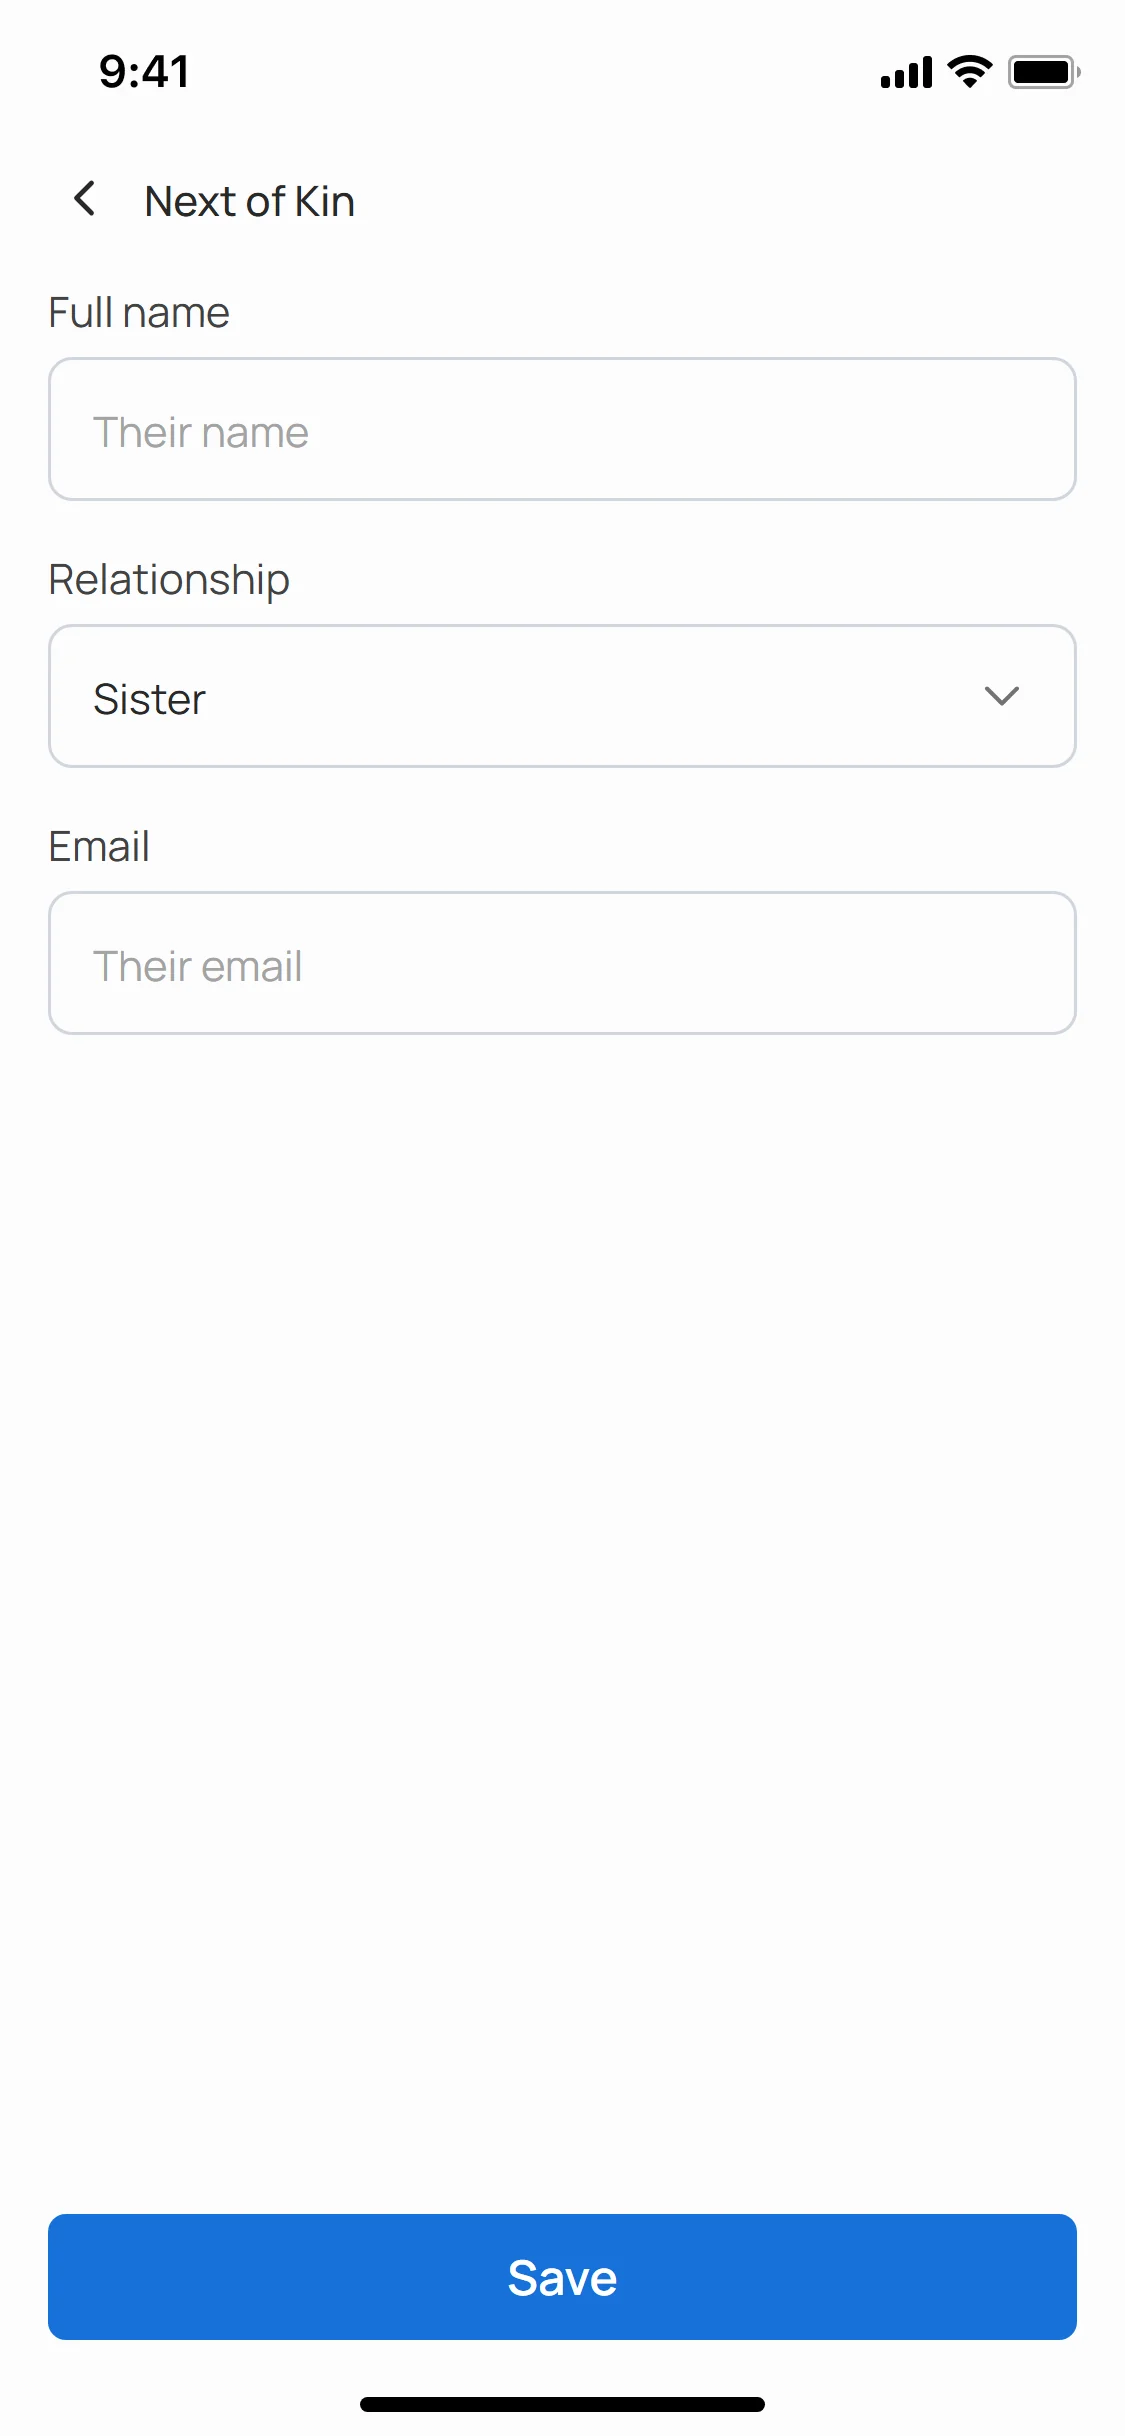 9:41
Next of Kin
Full name
Their name
Relationship
Sister
Email
Their email
Save